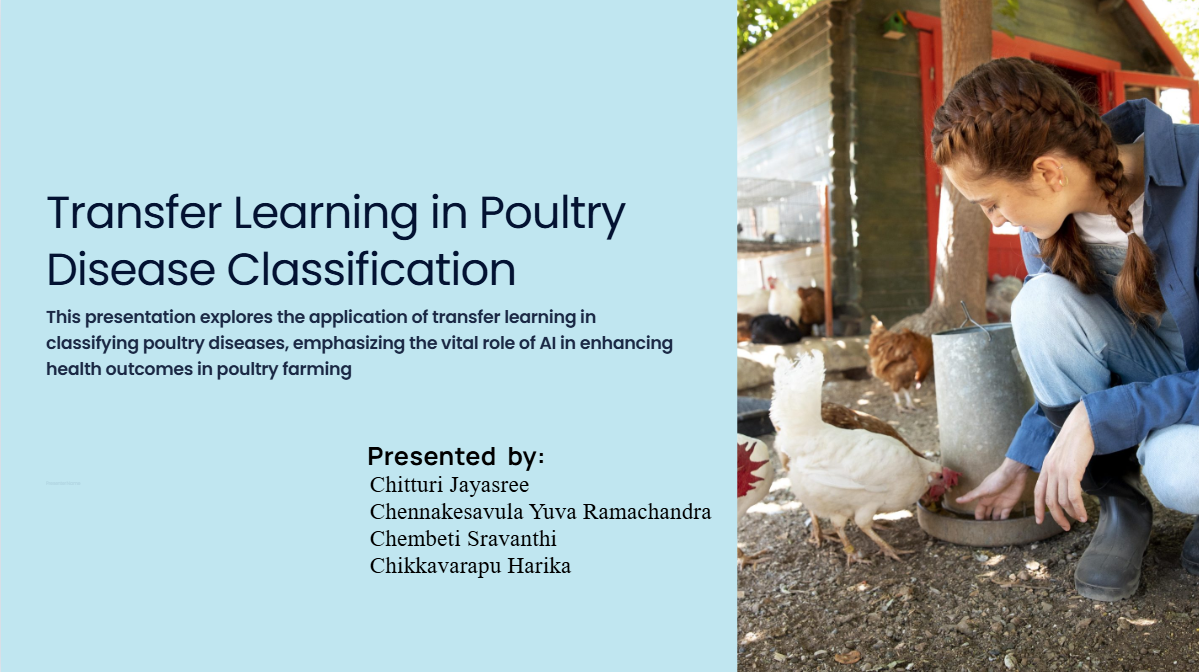 Transfer Learning in Poultry
Disease Classification
This presentation explores the application of transfer learning in
classifying poultry diseases, emphasizing the vital role of AI in enhancing
health outcomes in poultry farming
Presented by:
Chitturi Jayasree
Chennakesavula Yuva Ramachandra
Chembeti Sravanthi
Chikkavarapu Harika